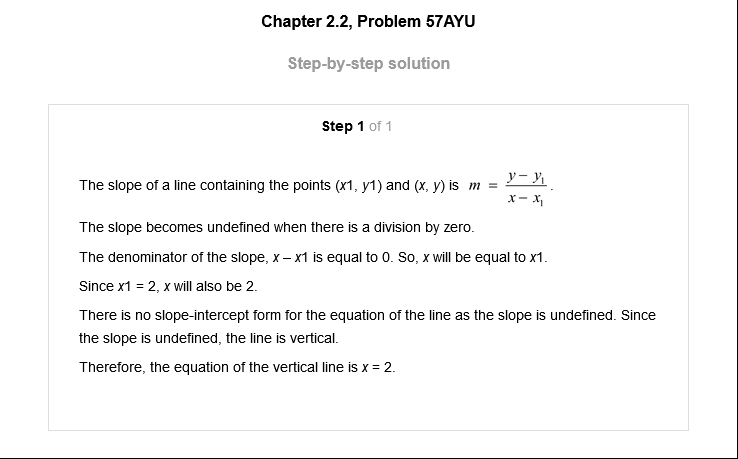 Chapter 2.2, Problem 57AYU
Step-by-step solution
Step 1 of 1
The slope of a line containing the points (x1, y1) and (x, y) is m = (y − y₁)/(x − x₁).
The slope becomes undefined when there is a division by zero.
The denominator of the slope, x – x1 is equal to 0. So, x will be equal to x1.
Since x1 = 2, x will also be 2.
There is no slope-intercept form for the equation of the line as the slope is undefined. Since
the slope is undefined, the line is vertical.
Therefore, the equation of the vertical line is x = 2.